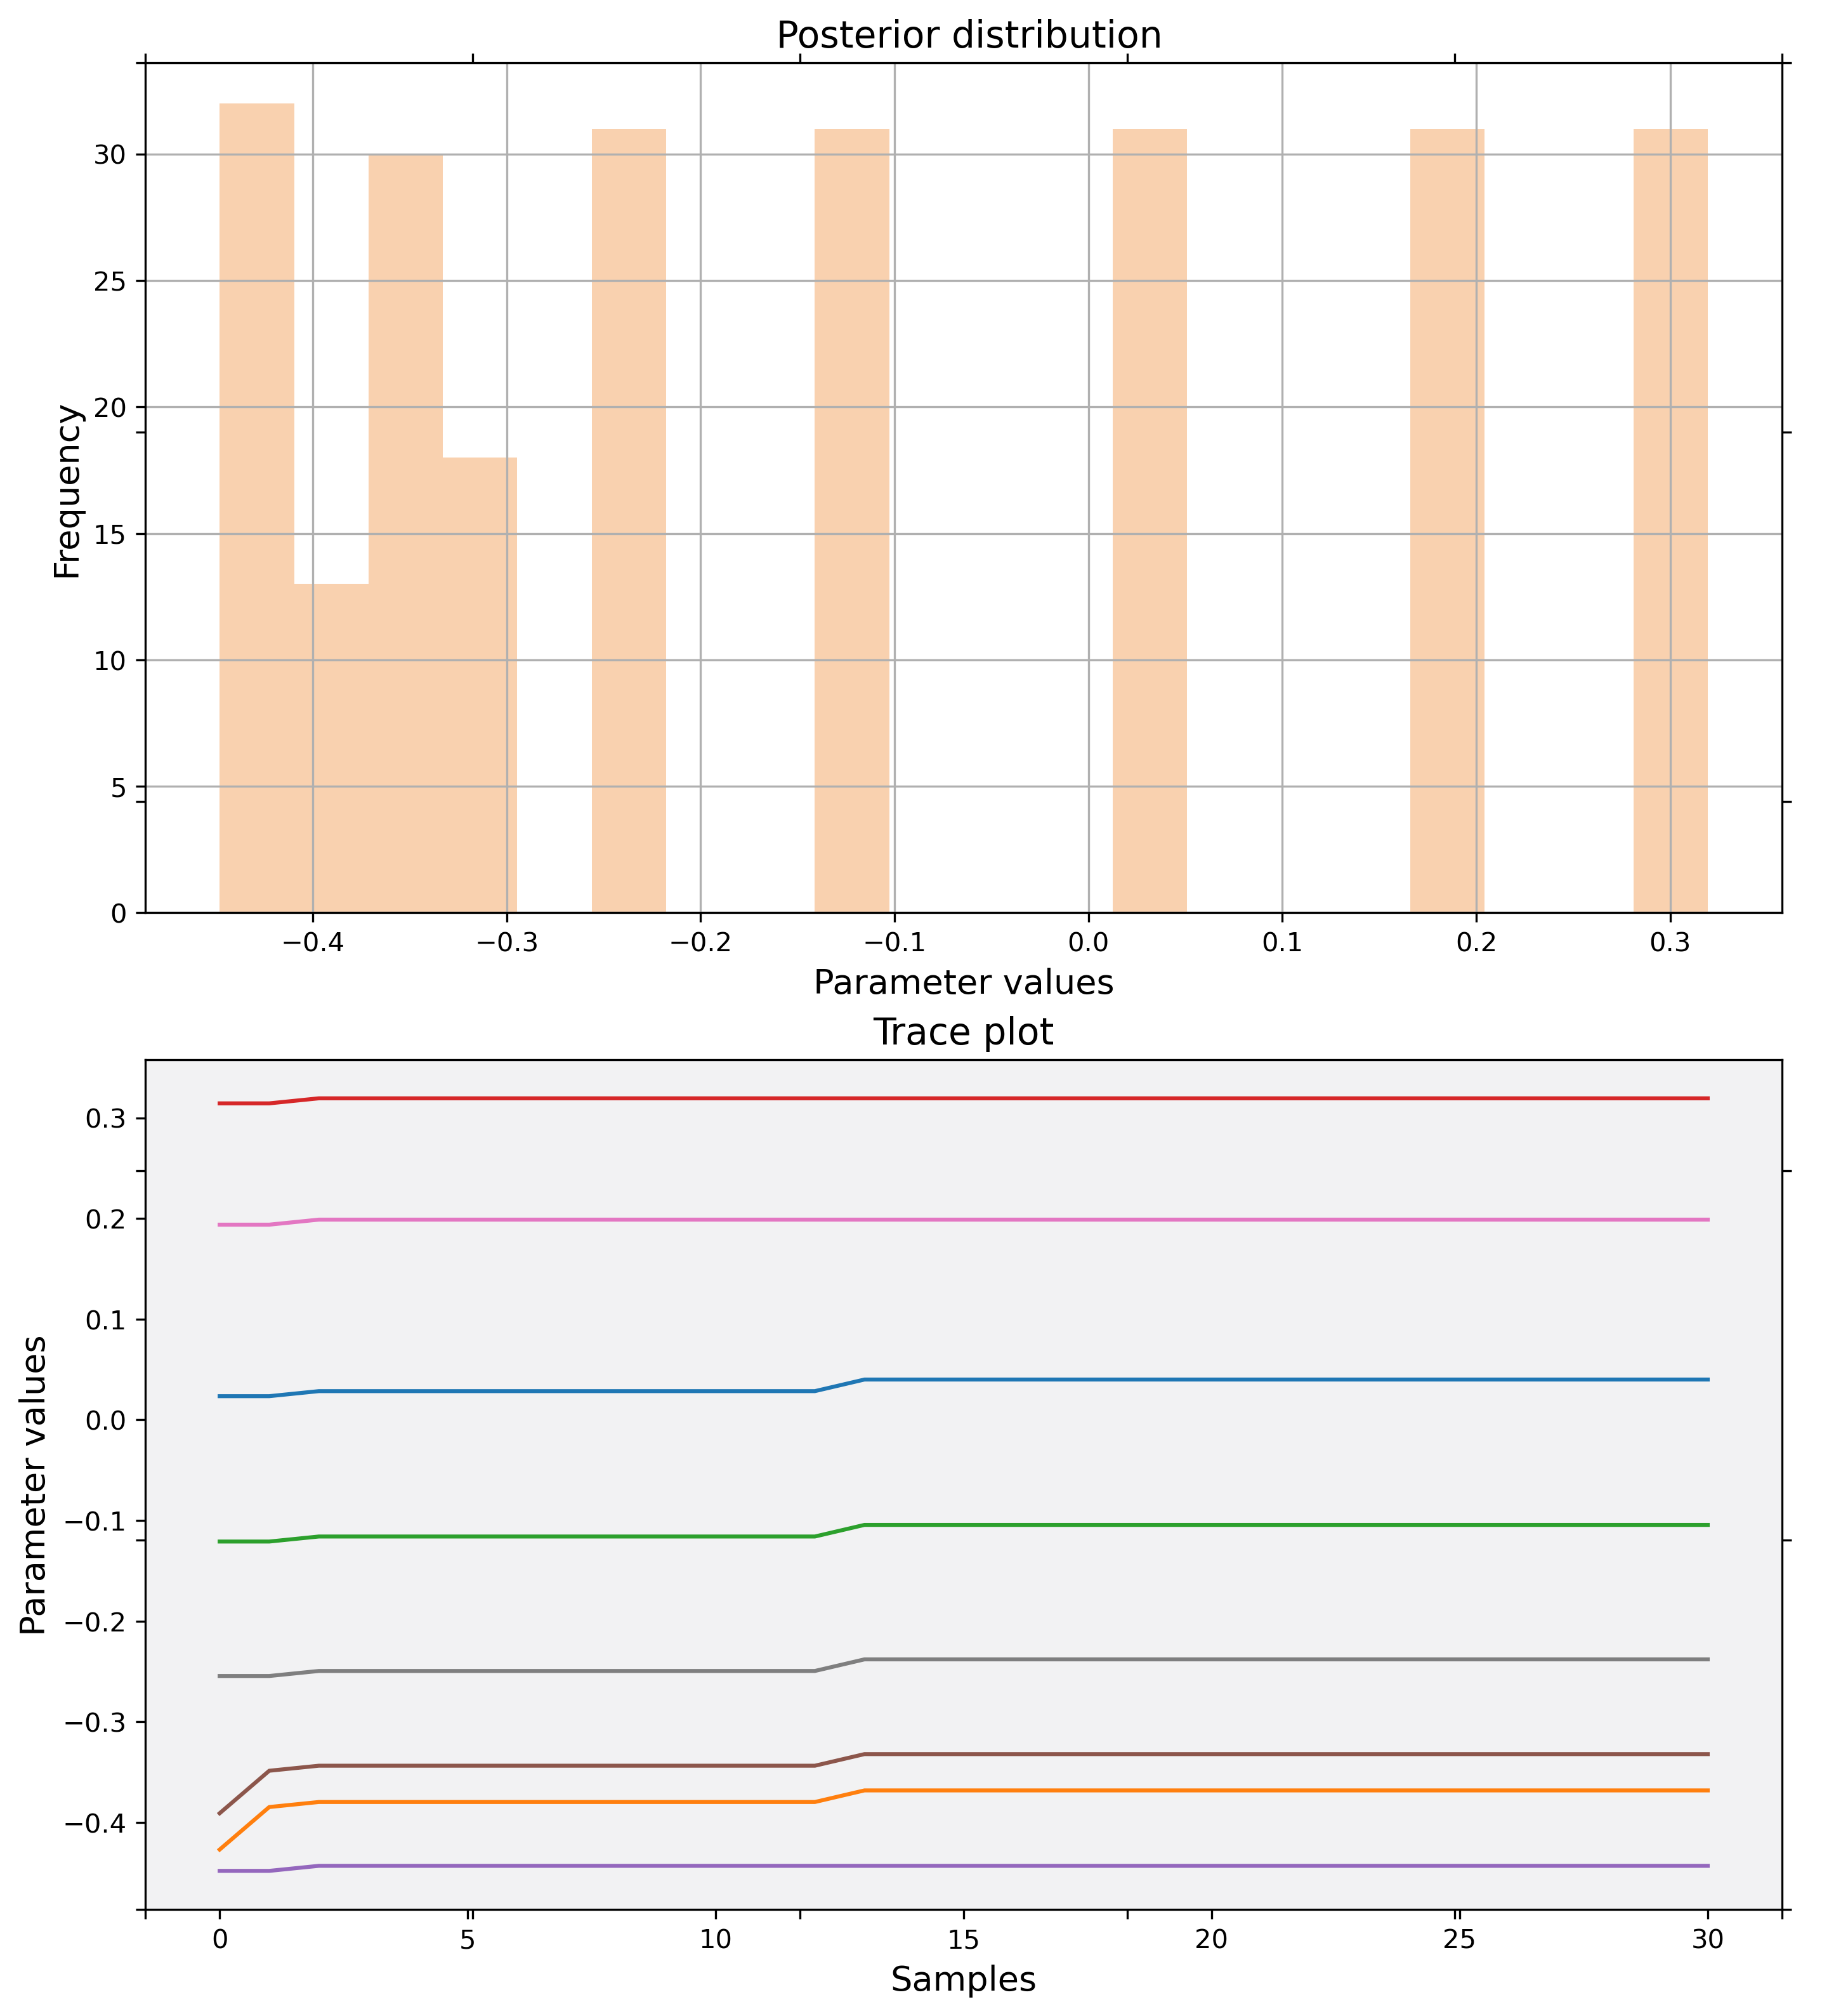 Posterior distribution
Frequency
30
25
20
15
10
5
0
−0.4 −0.3 −0.2 −0.1 0.0 0.1 0.2 0.3
Parameter values
Trace plot
Parameter values
0.3
0.2
0.1
0.0
−0.1
−0.2
−0.3
−0.4
0 5 10 15 20 25 30
Samples